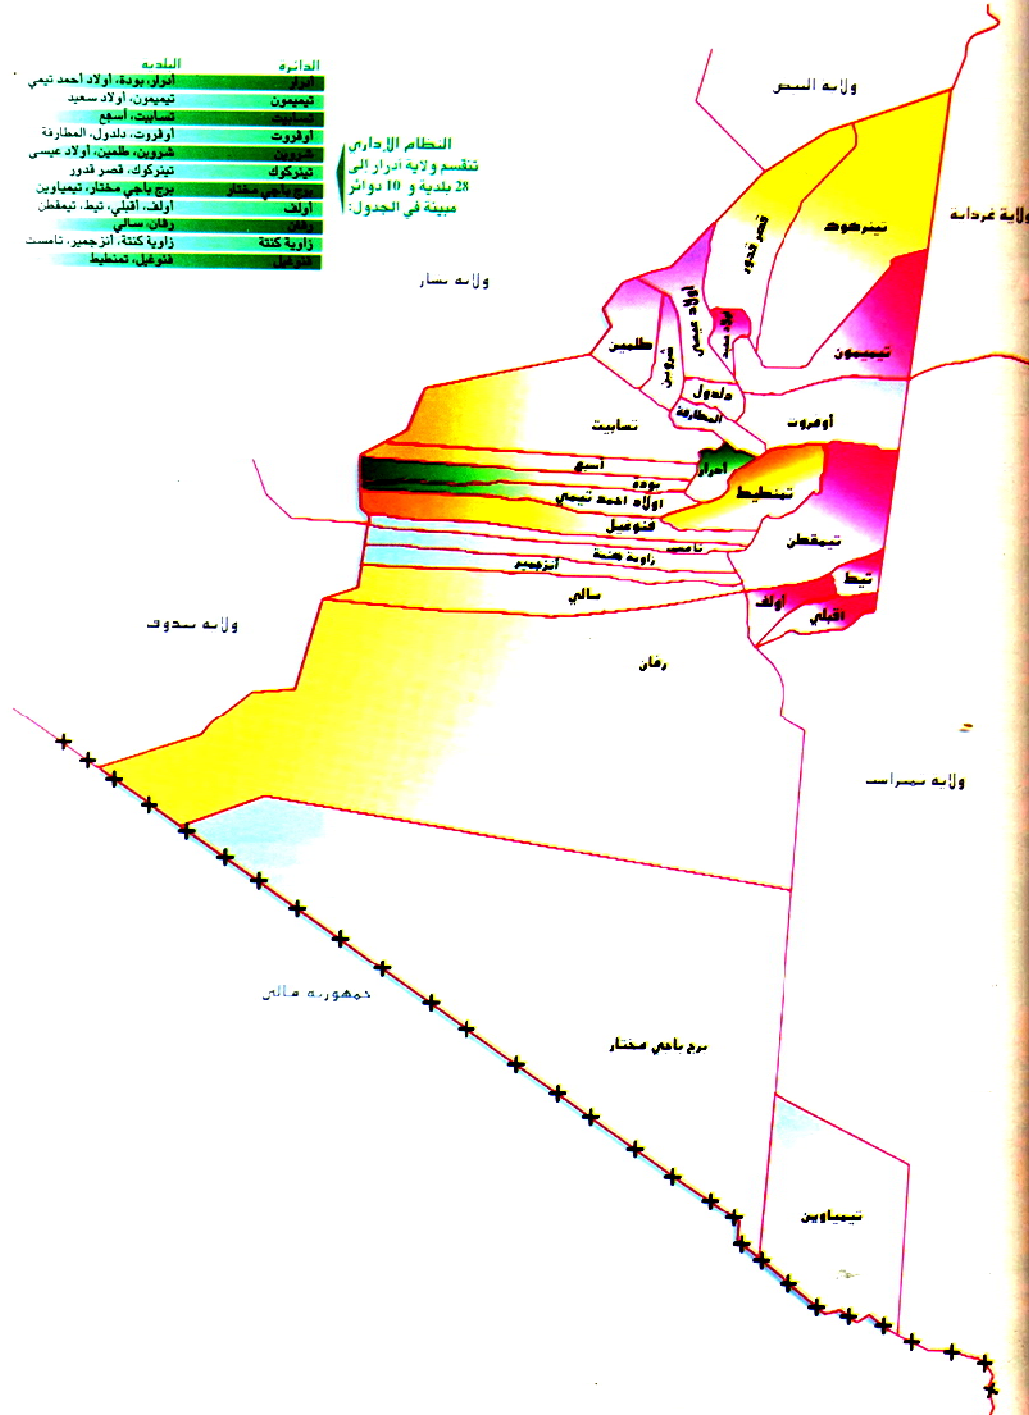 الدائرة البلدية
أدرار أدرار، بودة، أولاد أحمد تيمي
تيميمون تيميمون، أولاد سعيد
تسابيت تسابيت، أسبع
أوقروت أوقروت، دلدول، المطارفة
شروين شروين، طلمين، أولاد عيسى
تينركوك تينركوك، قصر قدور
برج باجي مختار برج باجي مختار، تيمياوين
أولف أولف، أقبلي، تيط، تيمقطن
رقان رقان، سالي
زاوية كنتة زاوية كنتة، أنزجمير، تامست
فنوغيل فنوغيل، تمنطيط
النظام الإداري
تنقسم ولاية أدرار إلى
28 بلدية و 10 دوائر
مبينة في الجدول:
ولاية البيض
ولاية غرداية
ولاية بشار
تينركوك
قصر قدور
أولاد عيسى
أولاد سعيد
تيميمون
طلمين
شروين
دلدول
المطارفة
أوقروت
تسابيت
أسبع
أدرار
بودة
أولاد احمد تيمي
تيمنطيط
فنوغيل
تيمقطن
تامست
زاوية كنتة
أنزجمير
تيط
سالي
أولف
اقبلي
ولاية تندوف
رقان
ولاية تمنراست
جمهورية مالي
برج باجي مختار
تيمياوين